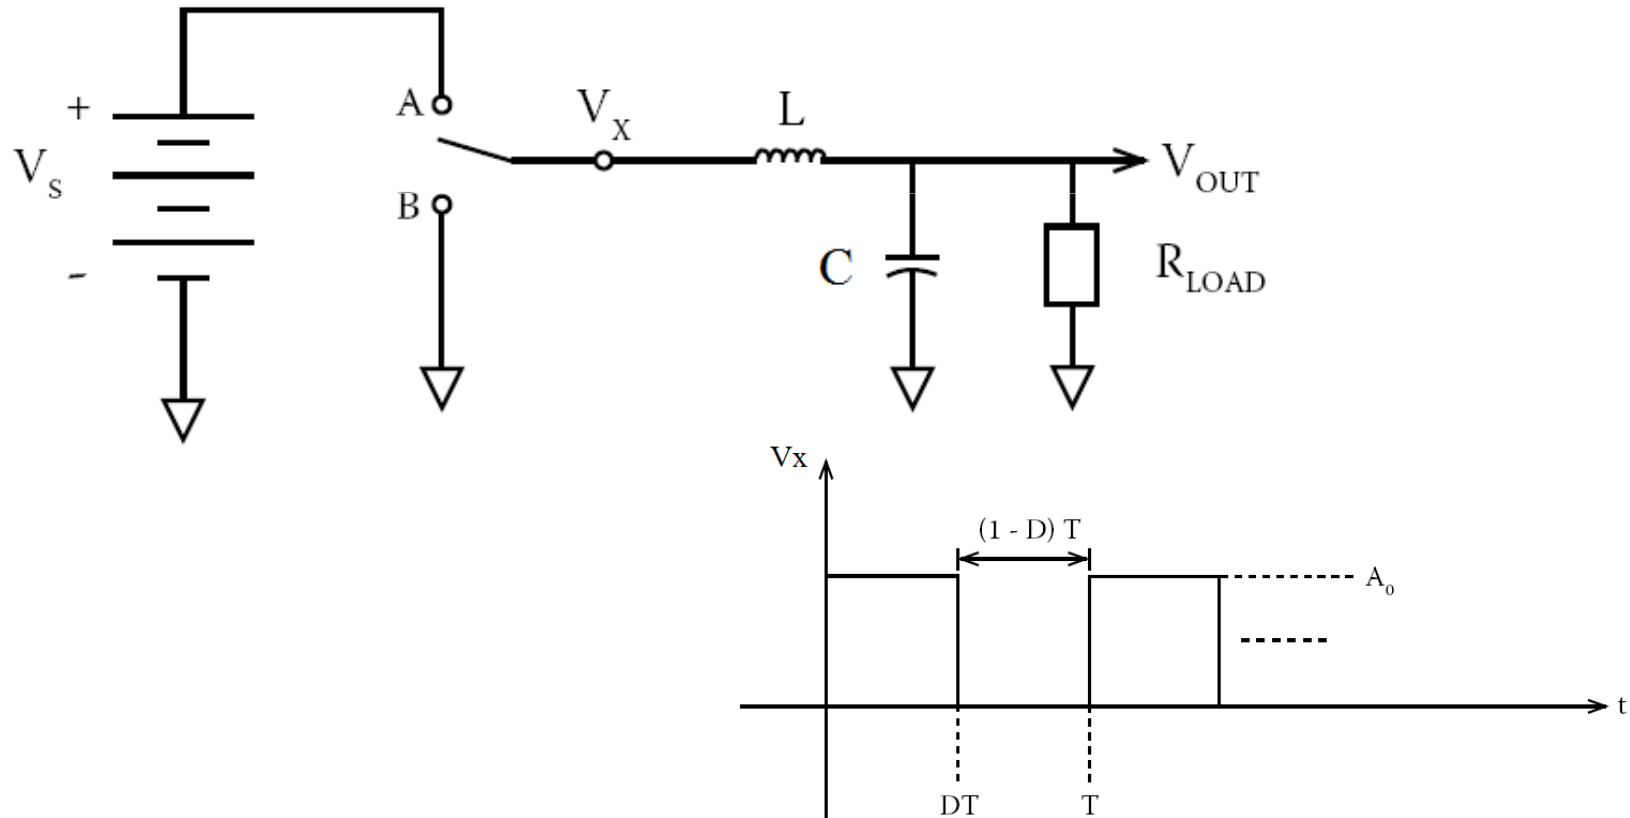 A
V_X
L
+
V_S
V_OUT
B
C
R_LOAD
-
Vx
(1 - D) T
A_0
t
DT
T